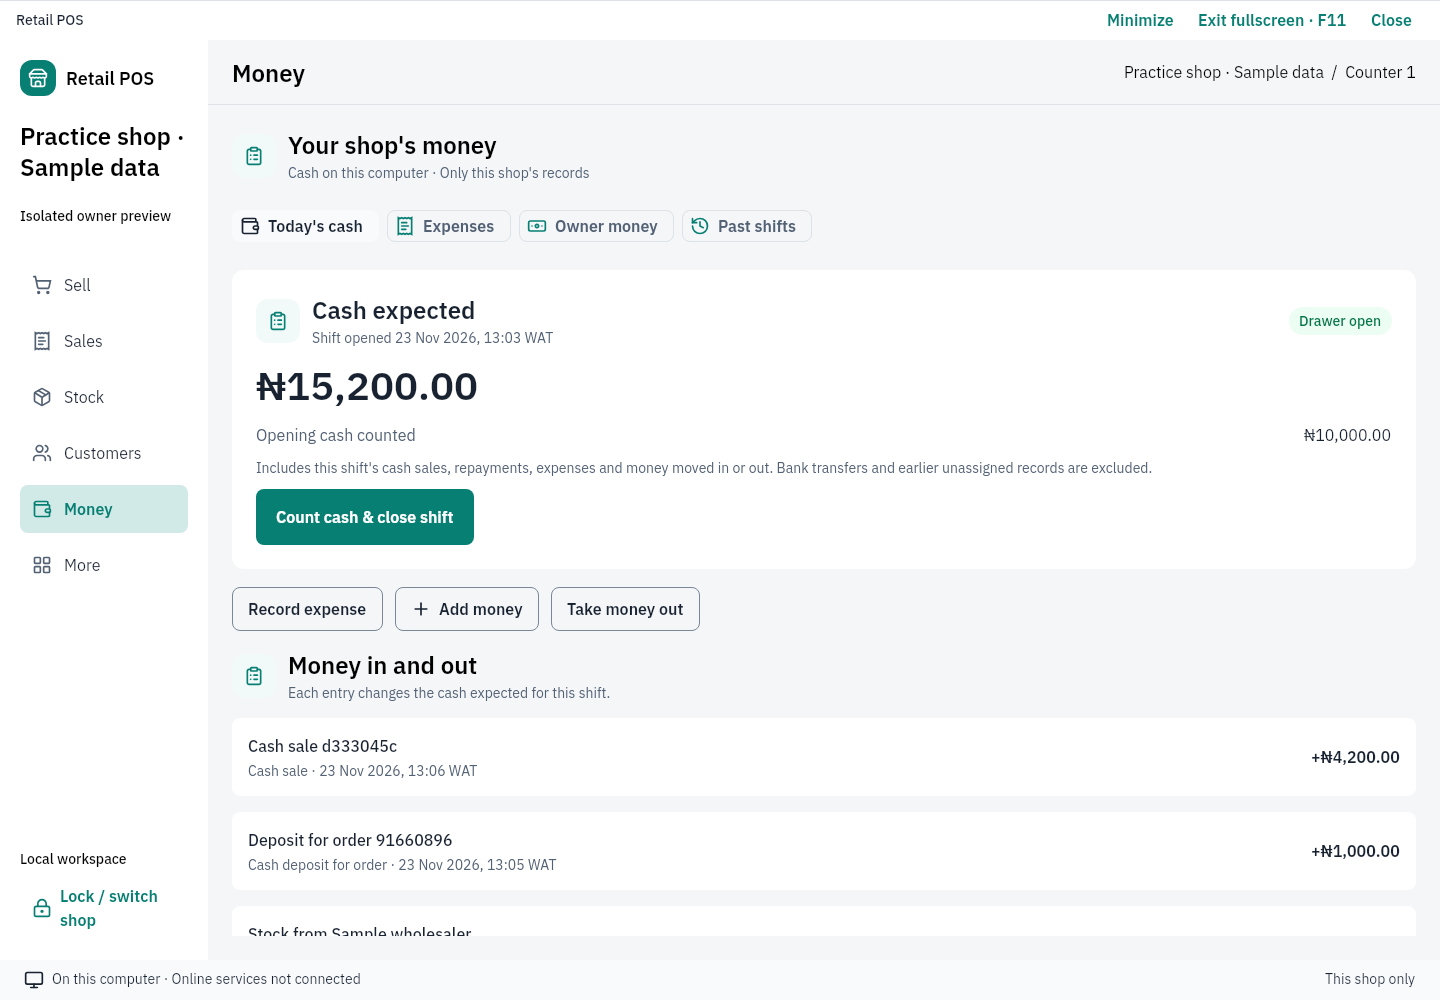 Retail POS
Minimize
Exit fullscreen · F11
Close
Retail POS
Practice shop ·
Sample data
Isolated owner preview
Sell
Sales
Stock
Customers
Money
More
Local workspace
Lock / switch
shop
Money
Practice shop · Sample data / Counter 1
Your shop's money
Cash on this computer · Only this shop's records
Today's cash
Expenses
Owner money
Past shifts
Cash expected
Shift opened 23 Nov 2026, 13:03 WAT
Drawer open
₦15,200.00
Opening cash counted
₦10,000.00
Includes this shift's cash sales, repayments, expenses and money moved in or out. Bank transfers and earlier unassigned records are excluded.
Count cash & close shift
Record expense
Add money
Take money out
Money in and out
Each entry changes the cash expected for this shift.
Cash sale d333045c
Cash sale · 23 Nov 2026, 13:06 WAT
+₦4,200.00
Deposit for order 91660896
Cash deposit for order · 23 Nov 2026, 13:05 WAT
+₦1,000.00
Stock from Sample wholesaler
On this computer · Online services not connected
This shop only